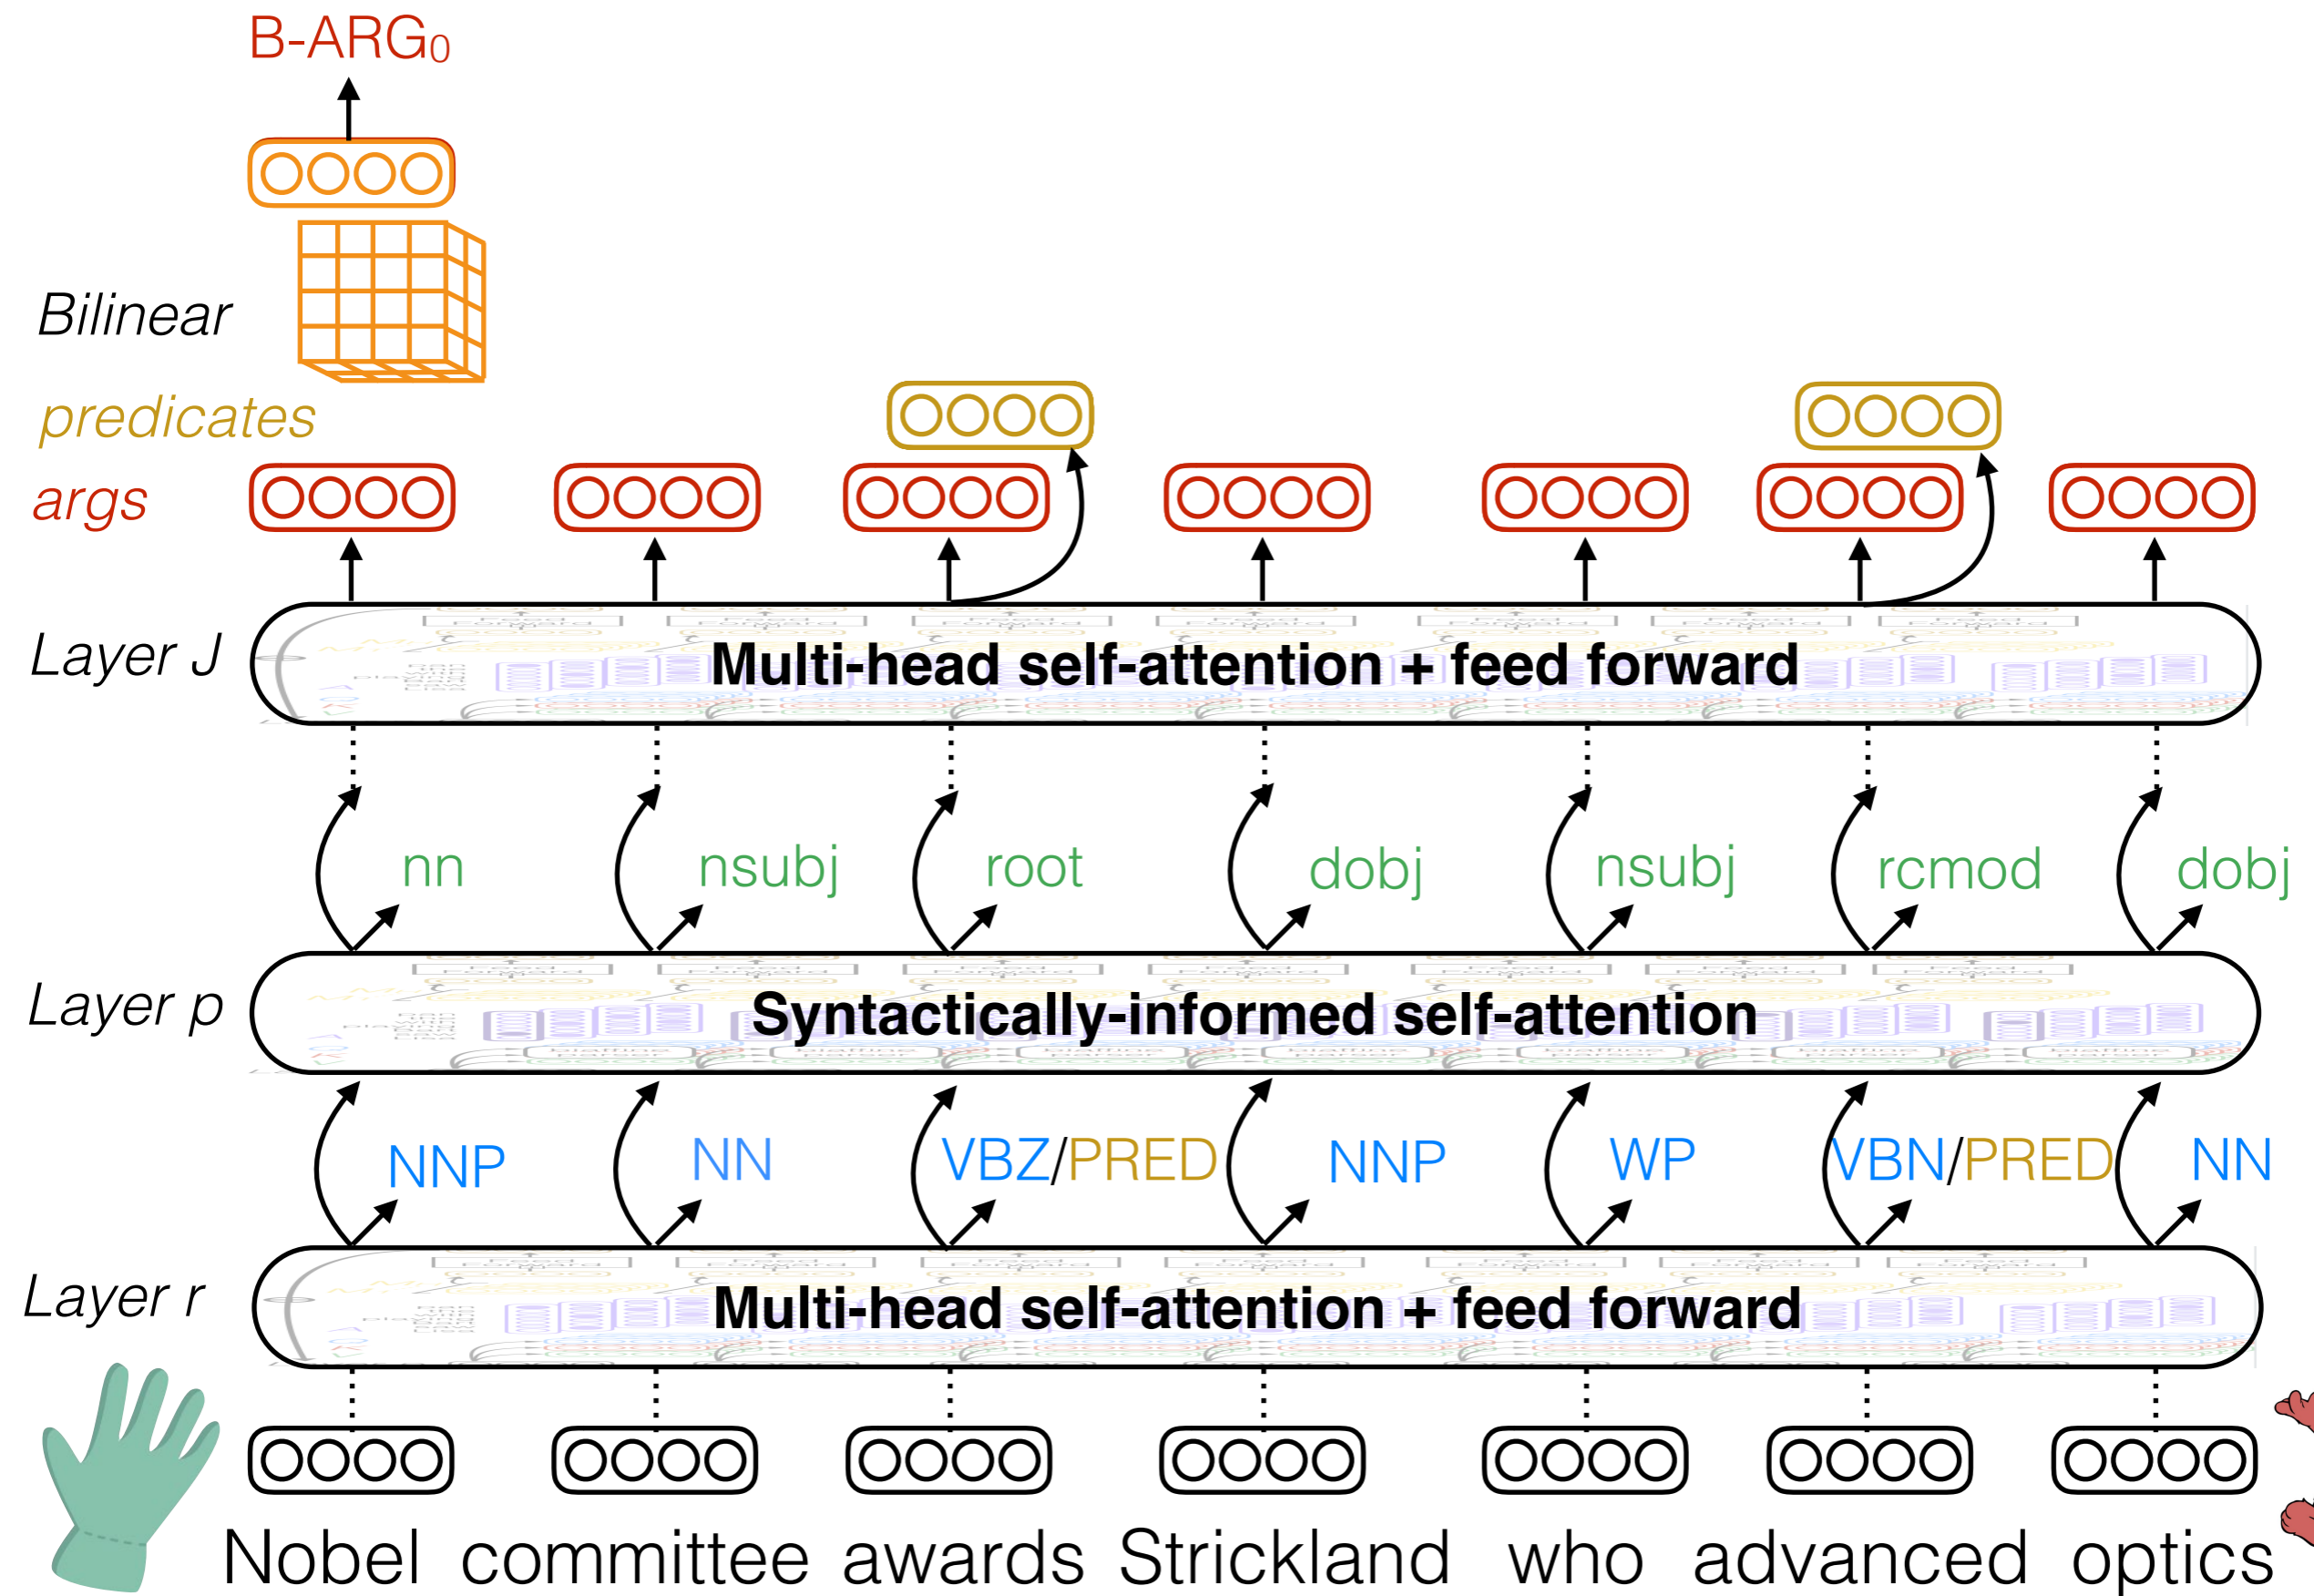 B-ARG0
Bilinear
predicates
args
Layer J
Multi-head self-attention + feed forward
nn nsubj root dobj nsubj rcmod dobj
Layer p
Syntactically-informed self-attention
NNP NN VBZ/PRED NNP WP VBN/PRED NN
Layer r
Multi-head self-attention + feed forward
Nobel committee awards Strickland who advanced optics